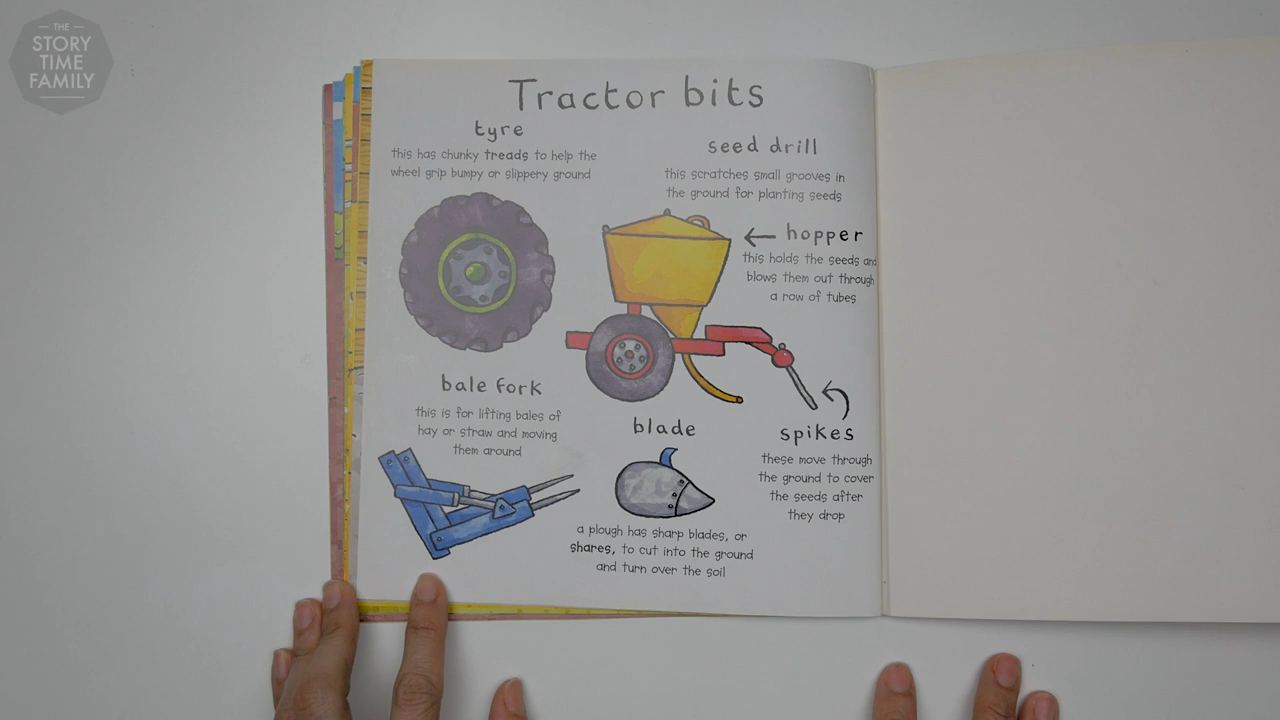 THE
STORY
TIME
FAMILY
Tractor bits
tyre
this has chunky treads to help the
wheel grip bumpy or slippery ground
seed drill
this scratches small grooves in
the ground for planting seeds
hopper
this holds the seeds and
blows them out through
a row of tubes
bale fork
this is for lifting bales of
hay or straw and moving
them around
blade
a plough has sharp blades, or
shares, to cut into the ground
and turn over the soil
spikes
these move through
the ground to cover
the seeds after
they drop